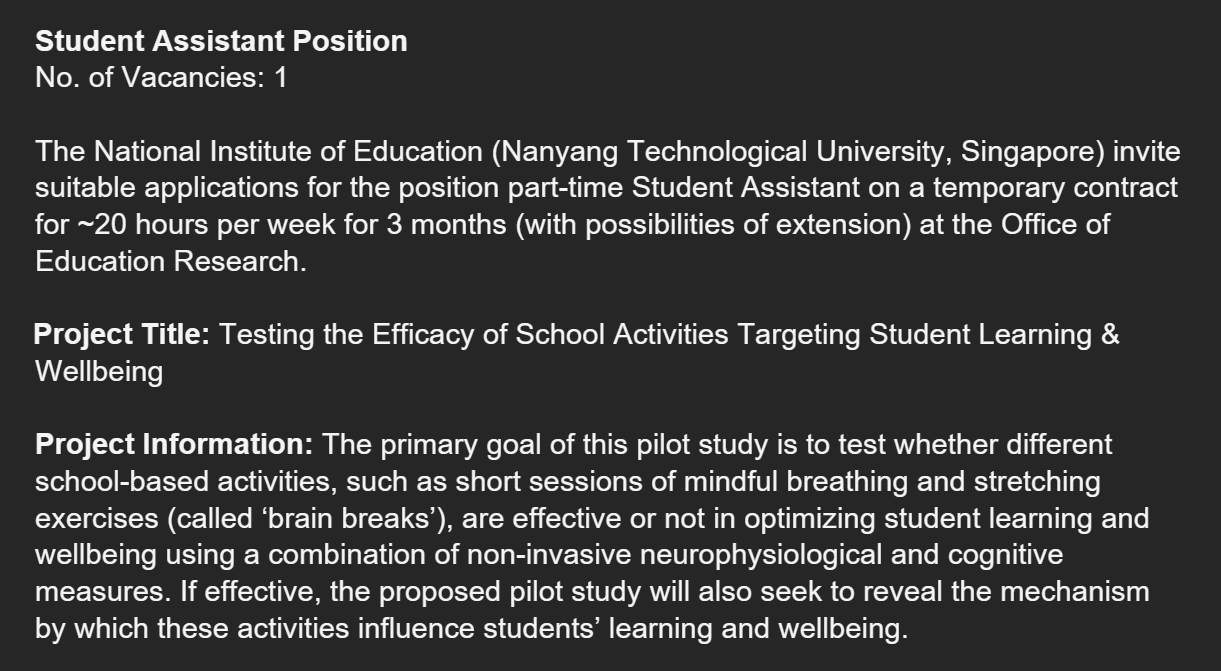 Student Assistant Position
No. of Vacancies: 1
The National Institute of Education (Nanyang Technological University, Singapore) invite
suitable applications for the position part-time Student Assistant on a temporary contract
for ~20 hours per week for 3 months (with possibilities of extension) at the Office of
Education Research.
Project Title: Testing the Efficacy of School Activities Targeting Student Learning &
Wellbeing
Project Information: The primary goal of this pilot study is to test whether different
school-based activities, such as short sessions of mindful breathing and stretching
exercises (called ‘brain breaks’), are effective or not in optimizing student learning and
wellbeing using a combination of non-invasive neurophysiological and cognitive
measures. If effective, the proposed pilot study will also seek to reveal the mechanism
by which these activities influence students’ learning and wellbeing.